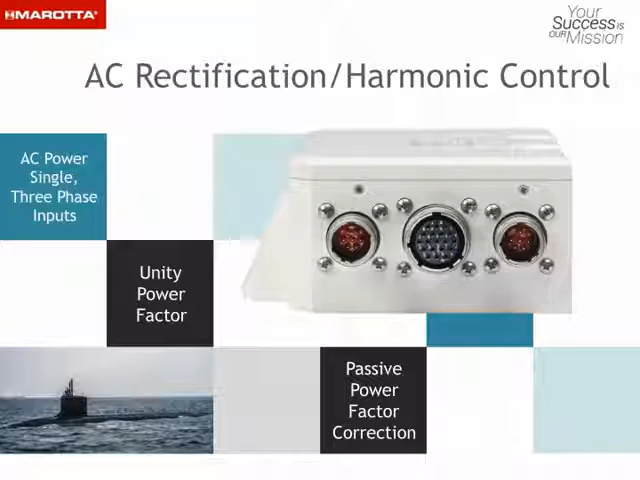 MAROTTA
Your
Success is
OUR Mission
AC Rectification/Harmonic Control
AC Power
Single,
Three Phase
Inputs
Unity
Power
Factor
Passive
Power
Factor
Correction